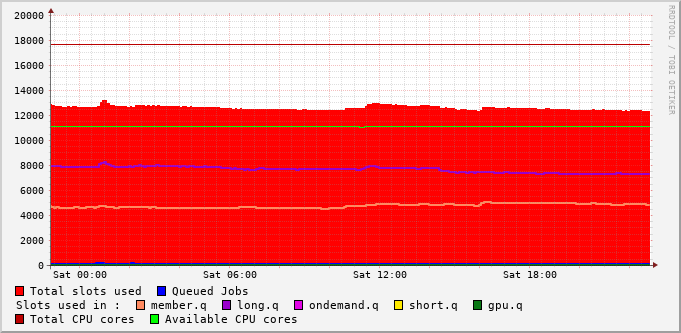 20000
18000
16000
14000
12000
10000
8000
6000
4000
2000
0
Sat 00:00 Sat 06:00 Sat 12:00 Sat 18:00
RRDTOOL / TOBI OETIKER
Total slots used Queued Jobs
Slots used in : member.q long.q ondemand.q short.q gpu.q
Total CPU cores Available CPU cores